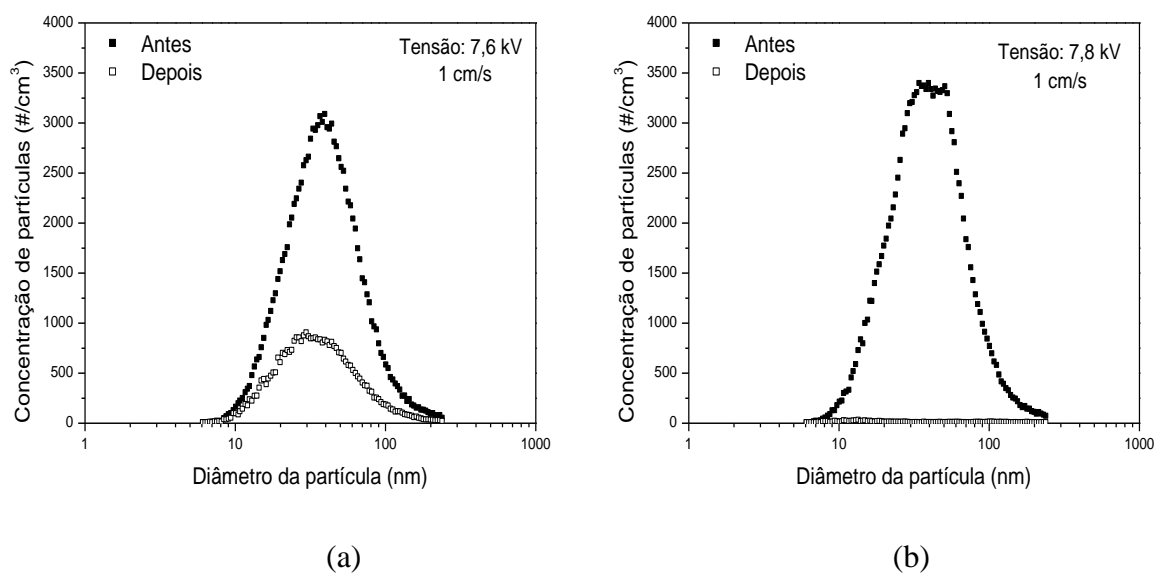 4000
3500
3000
2500
2000
1500
1000
500
0
Concentração de partículas (#/cm³)
Antes
Depois
Tensão: 7,6 kV
1 cm/s
1 10 100 1000
Diâmetro da partícula (nm)
(a)
4000
3500
3000
2500
2000
1500
1000
500
0
Concentração de partículas (#/cm³)
Antes
Depois
Tensão: 7,8 kV
1 cm/s
1 10 100 1000
Diâmetro da partícula (nm)
(b)